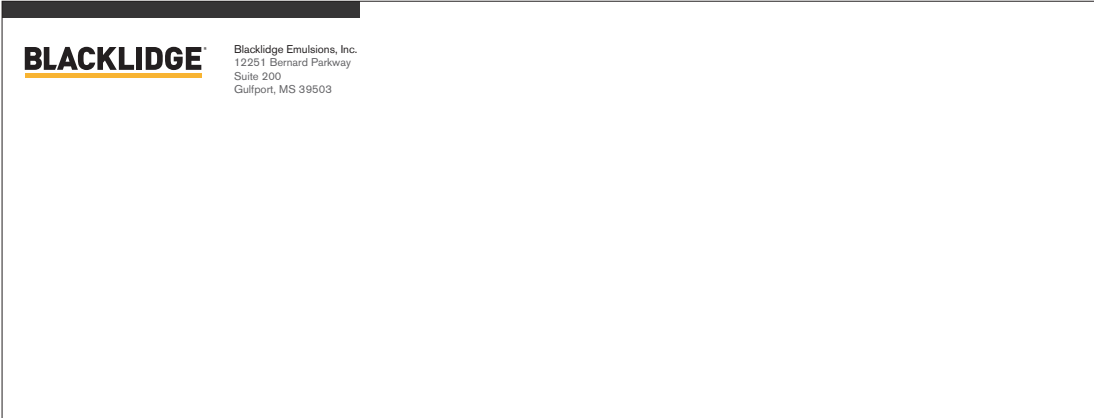 BLACKLIDGE
Blacklidge Emulsions, Inc.
12251 Bernard Parkway
Suite 200
Gulfport, MS 39503